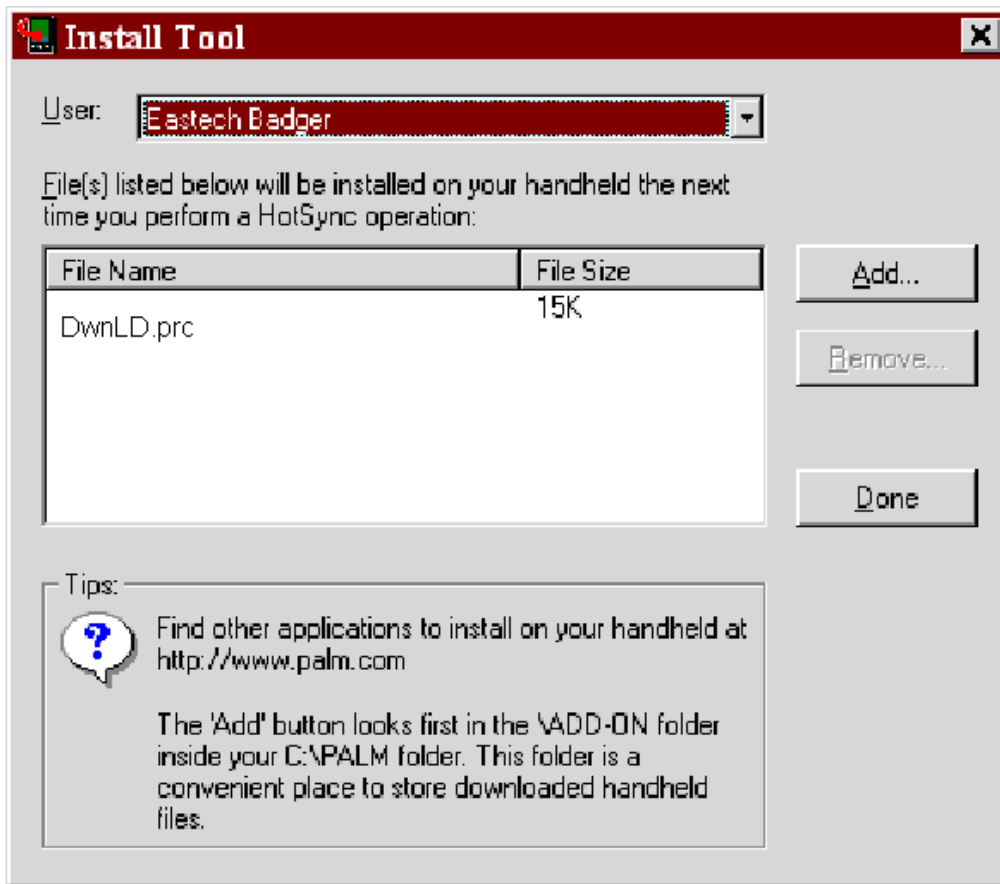 Install Tool
User: Eastech Badger
File(s) listed below will be installed on your handheld the next
time you perform a HotSync operation:
File Name File Size
DwnLD.prc 15K
Add...
Remove...
Done
Tips:
Find other applications to install on your handheld at
http://www.palm.com
The 'Add' button looks first in the \ADD-ON folder
inside your C:\PALM folder. This folder is a
convenient place to store downloaded handheld
files.